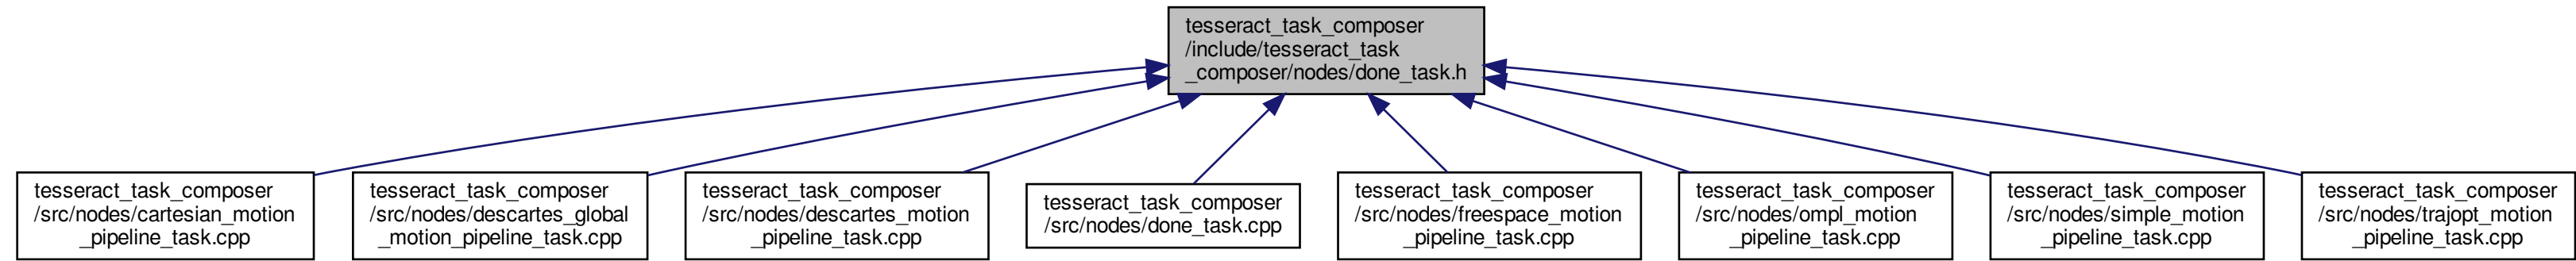 tesseract_task_composer
/include/tesseract_task
_composer/nodes/done_task.h
tesseract_task_composer
/src/nodes/cartesian_motion
_pipeline_task.cpp
tesseract_task_composer
/src/nodes/descartes_global
_motion_pipeline_task.cpp
tesseract_task_composer
/src/nodes/descartes_motion
_pipeline_task.cpp
tesseract_task_composer
/src/nodes/done_task.cpp
tesseract_task_composer
/src/nodes/freespace_motion
_pipeline_task.cpp
tesseract_task_composer
/src/nodes/ompl_motion
_pipeline_task.cpp
tesseract_task_composer
/src/nodes/simple_motion
_pipeline_task.cpp
tesseract_task_composer
/src/nodes/trajopt_motion
_pipeline_task.cpp